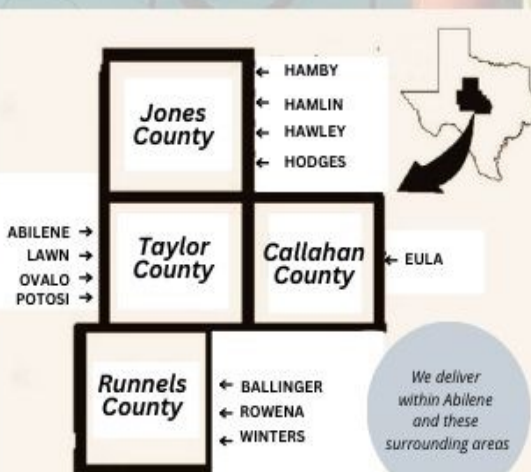 Jones
County
← HAMBY
← HAMLIN
← HAWLEY
← HODGES
ABILENE →
LAWN →
OVALO →
POTOSI →
Taylor
County
Callahan
County
← EULA
Runnels
County
← BALLINGER
← ROWENA
← WINTERS
We deliver
within Abilene
and these
surrounding areas